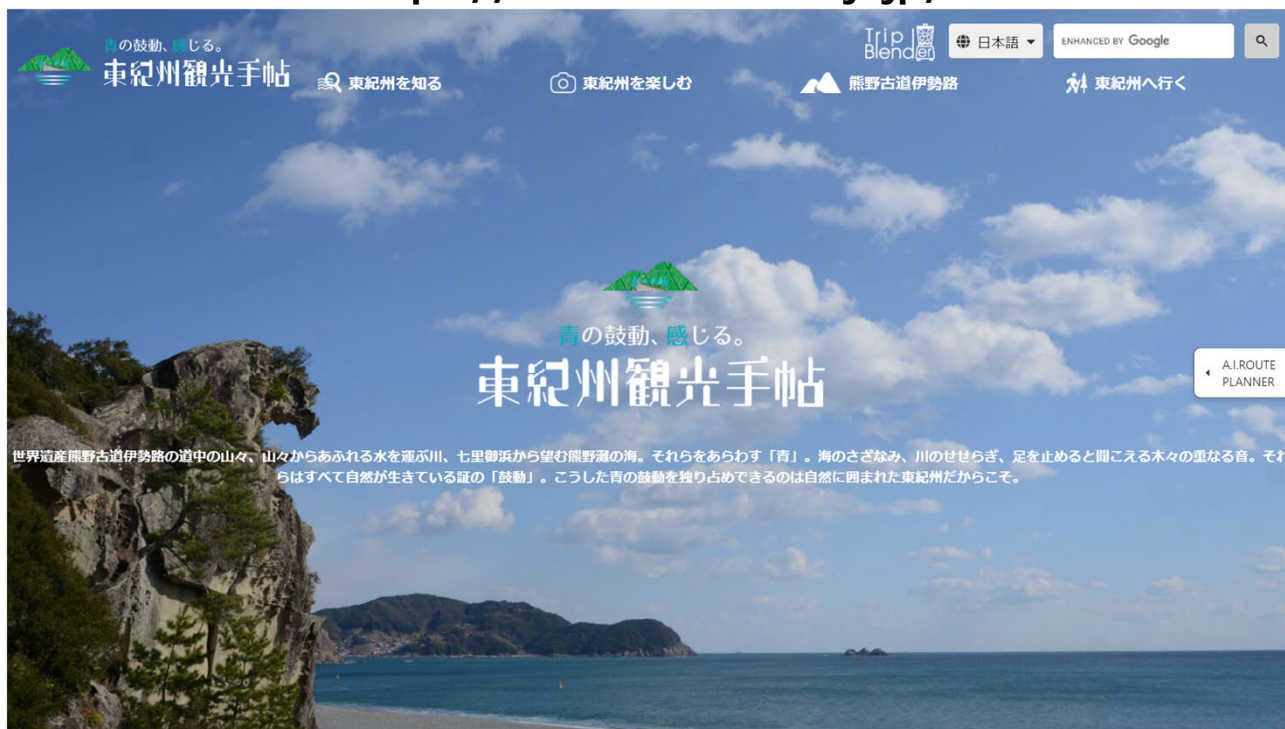 青の鼓動、感じる。
東紀州観光手帖
Trip Blender
日本語
ENHANCED BY Google
東紀州を知る
東紀州を楽しむ
熊野古道伊勢路
東紀州へ行く
青の鼓動、感じる。
東紀州観光手帖
A.I.ROUTE
PLANNER
世界遺産熊野古道伊勢路の道中の山々、山々からあふれる水を運ぶ川、七里御浜から望む熊野灘の海。それらをあらわす「青」。海のさざなみ、川のせせらぎ、足を止めると聞こえる木々の重なる音。それ
らはすべて自然が生きている証の「鼓動」。こうした青の鼓動を独り占めできるのは自然に囲まれた東紀州だからこそ。